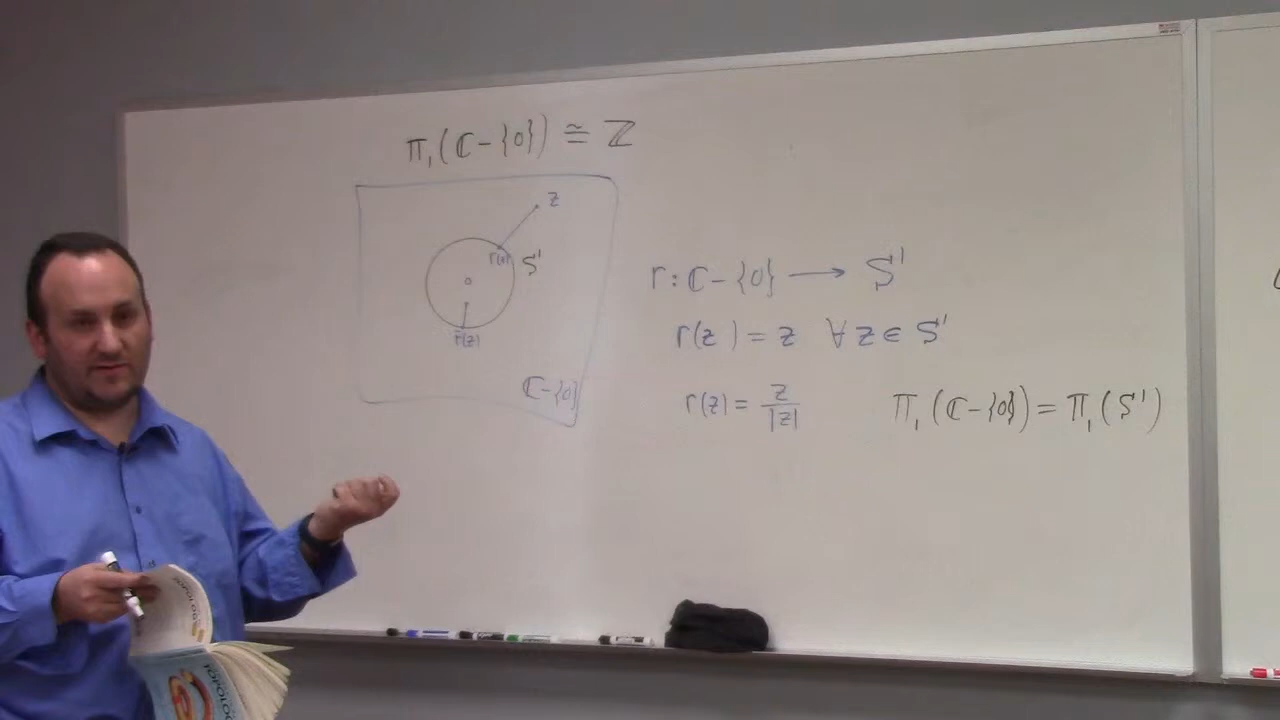 π₁(ℂ-{0}) ≅ ℤ
z
r(z)
S¹
r(z)
ℂ-{0}
r: ℂ-{0} ⟶ S¹
r(z) = z ∀ z ∈ S¹
r(z) = z/|z|
π₁(ℂ-{0}) = π₁(S¹)